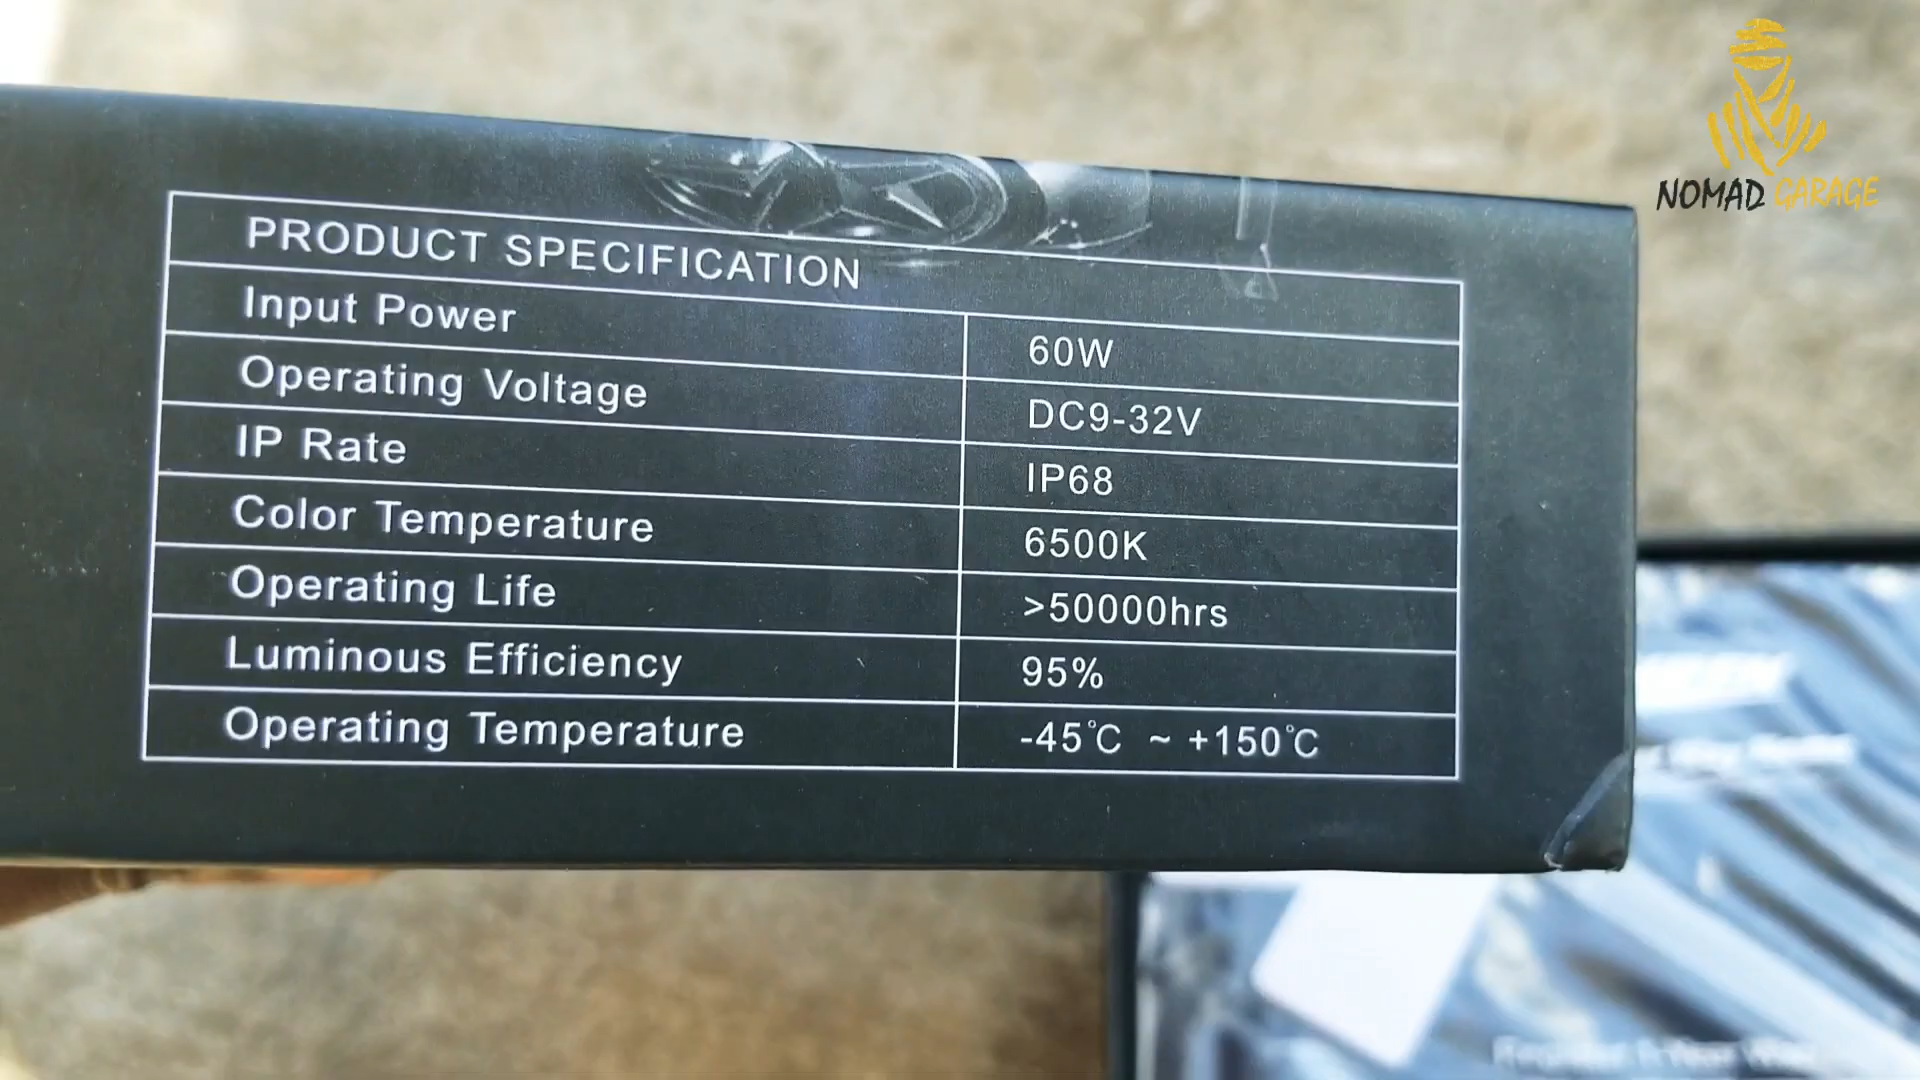 NOMAD GARAGE
PRODUCT SPECIFICATION
Input Power 60W
Operating Voltage DC9-32V
IP Rate IP68
Color Temperature 6500K
Operating Life >50000hrs
Luminous Efficiency 95%
Operating Temperature -45℃ ~ +150℃